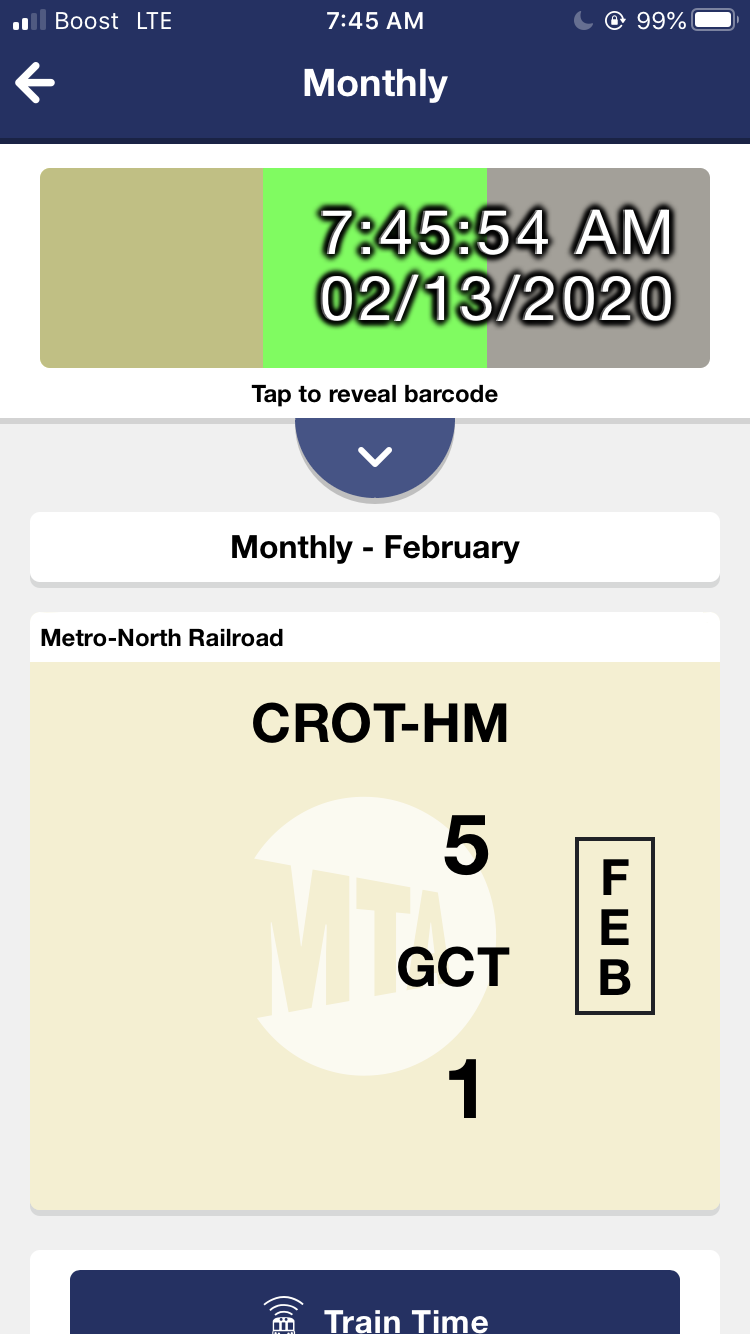 Boost LTE 7:45 AM 99%
Monthly
7:45:54 AM
02/13/2020
Tap to reveal barcode
Monthly - February
Metro-North Railroad
CROT-HM
5
MTA
GCT
1
F
E
B
Train Time